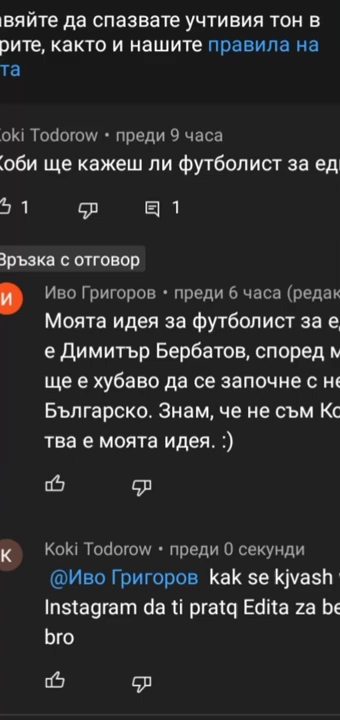 авяйте да спазвате учтивия тон в
рите, както и нашите правила на
та
Koki Todorow • преди 9 часа
Коби ще кажеш ли футболист за еди
1
1
Връзка с отговор
И
Иво Григоров • преди 6 часа (редак
Моята идея за футболист за е
е Димитър Бербатов, според м
ще е хубаво да се започне с не
Българско. Знам, че не съм Ко
тва е моята идея. :)
K
Koki Todorow • преди 0 секунди
@Иво Григоров kak se kjvash
Instagram da ti pratq Edita za be
bro